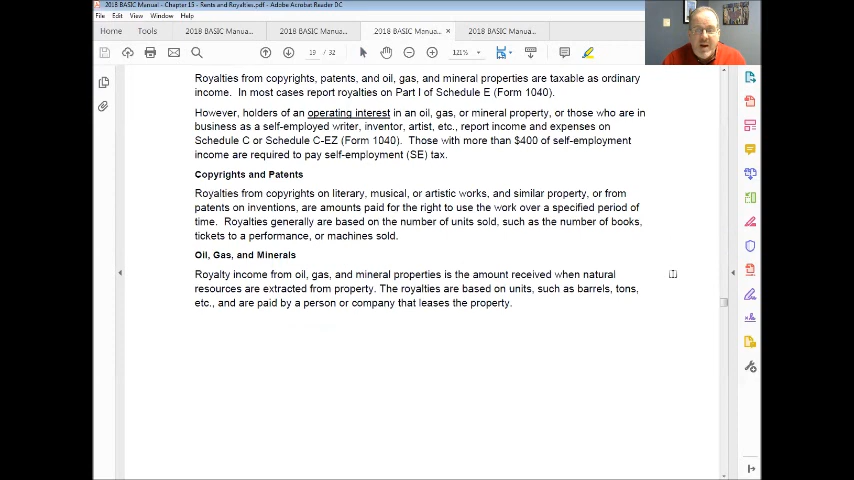 2018 BASIC Manual - Chapter 15 - Rents and Royalties.pdf - Adobe Acrobat Reader DC
File Edit View Window Help
Home Tools 2018 BASIC Manua... 2018 BASIC Manua... 2018 BASIC Manua... × 2018 BASIC Manua...
19 / 32 121%
Royalties from copyrights, patents, and oil, gas, and mineral properties are taxable as ordinary
income. In most cases report royalties on Part I of Schedule E (Form 1040).
However, holders of an operating interest in an oil, gas, or mineral property, or those who are in
business as a self-employed writer, inventor, artist, etc., report income and expenses on
Schedule C or Schedule C-EZ (Form 1040). Those with more than $400 of self-employment
income are required to pay self-employment (SE) tax.
Copyrights and Patents
Royalties from copyrights on literary, musical, or artistic works, and similar property, or from
patents on inventions, are amounts paid for the right to use the work over a specified period of
time. Royalties generally are based on the number of units sold, such as the number of books,
tickets to a performance, or machines sold.
Oil, Gas, and Minerals
Royalty income from oil, gas, and mineral properties is the amount received when natural
resources are extracted from property. The royalties are based on units, such as barrels, tons,
etc., and are paid by a person or company that leases the property.